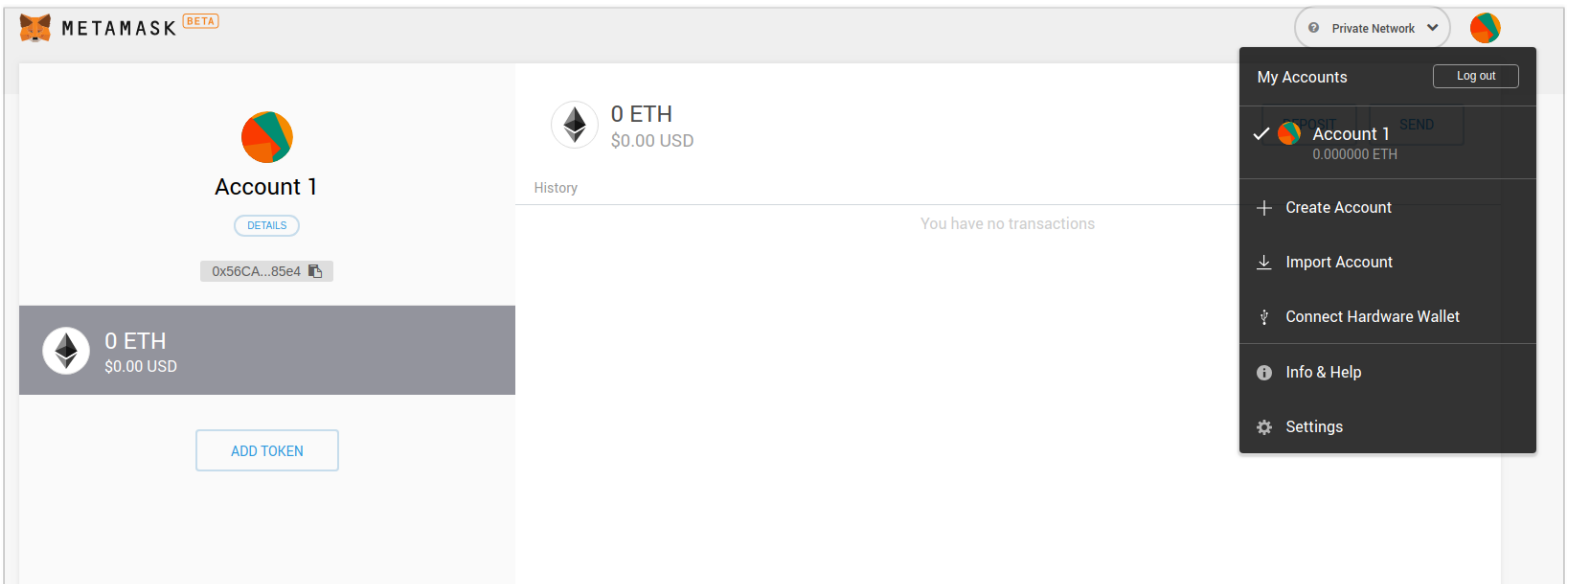 METAMASK BETA
Private Network
My Accounts
Log out
Account 1
0.000000 ETH
Create Account
Import Account
Connect Hardware Wallet
Info & Help
Settings
Account 1
DETAILS
0x56CA...85e4
0 ETH
$0.00 USD
ADD TOKEN
0 ETH
$0.00 USD
DEPOSIT
SEND
History
You have no transactions